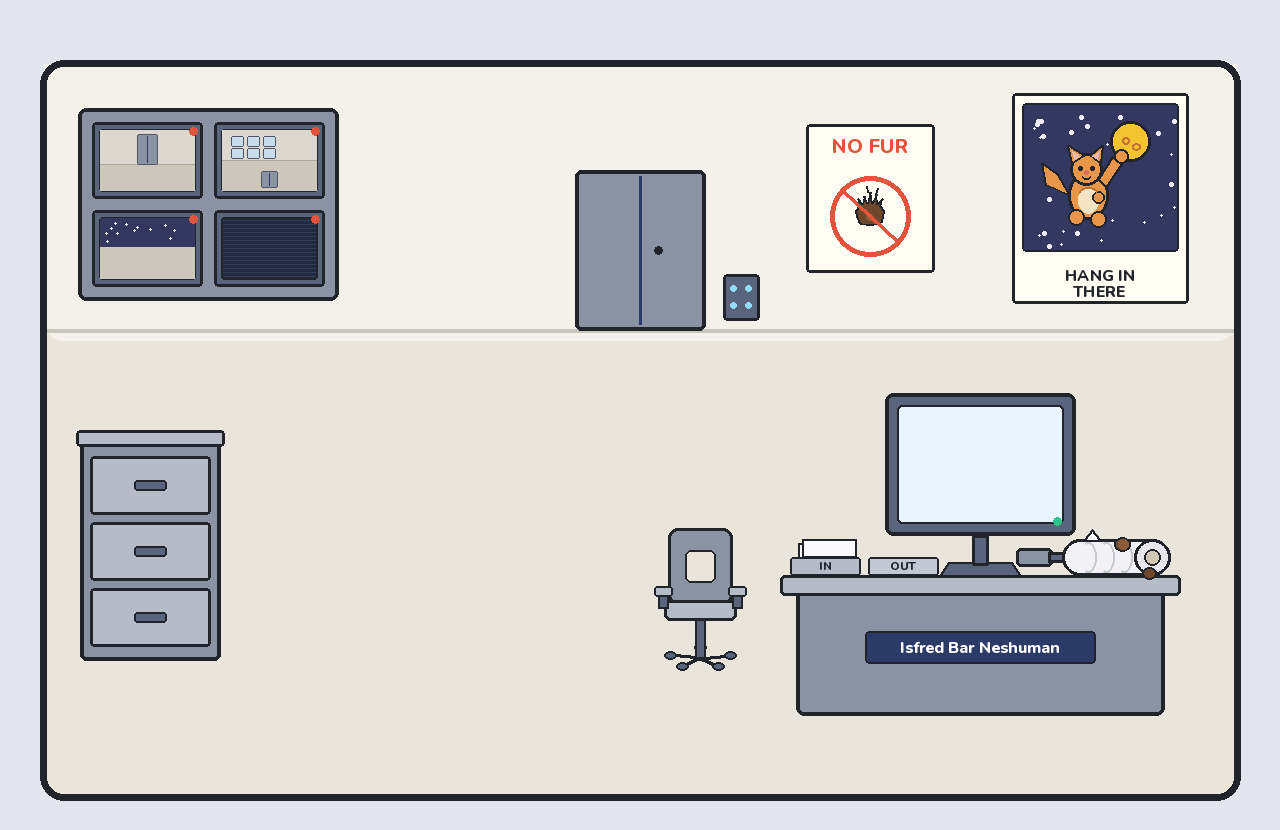 NO FUR
HANG IN
THERE
IN
OUT
Isfred Bar Neshuman